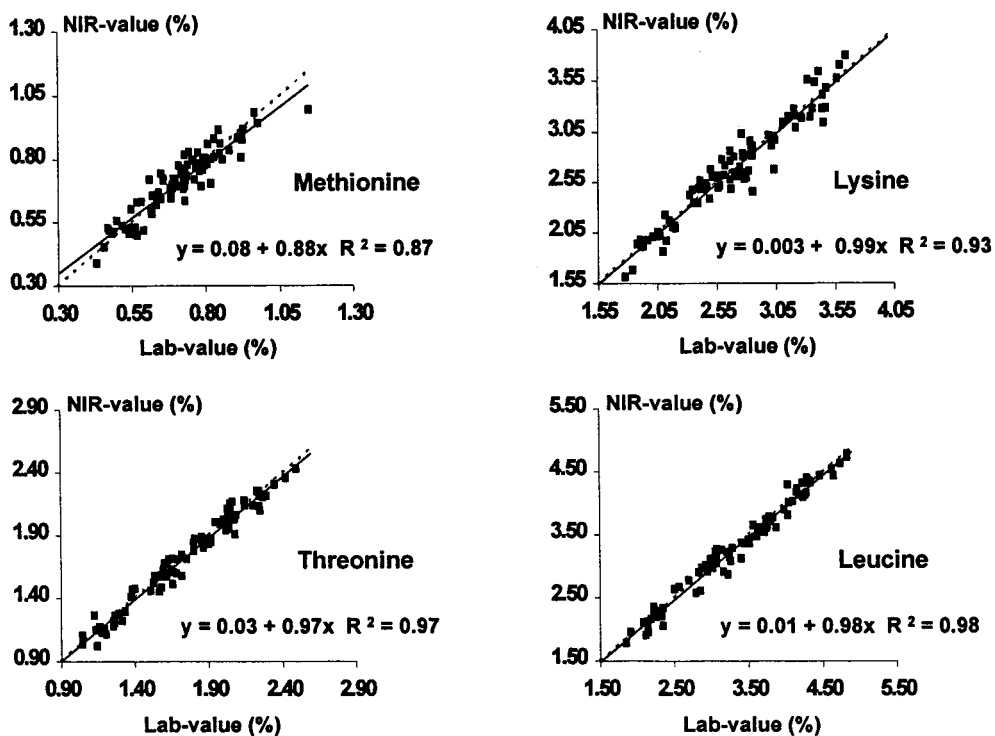 1.30 NIR-value (%)
1.05
0.80
0.55
0.30
Methionine
y = 0.08 + 0.88x R 2 = 0.87
0.30 0.55 0.80 1.05 1.30
Lab-value (%)
4.05 NIR-value (%)
3.55
3.05
2.55
2.05
1.55
Lysine
y = 0.003 + 0.99x R 2 = 0.93
1.55 2.05 2.55 3.05 3.55 4.05
Lab-value (%)
2.90 NIR-value (%)
2.40
1.90
1.40
0.90
Threonine
y = 0.03 + 0.97x R 2 = 0.97
0.90 1.40 1.90 2.40 2.90
Lab-value (%)
5.50 NIR-value (%)
4.50
3.50
2.50
1.50
Leucine
y = 0.01 + 0.98x R 2 = 0.98
1.50 2.50 3.50 4.50 5.50
Lab-value (%)